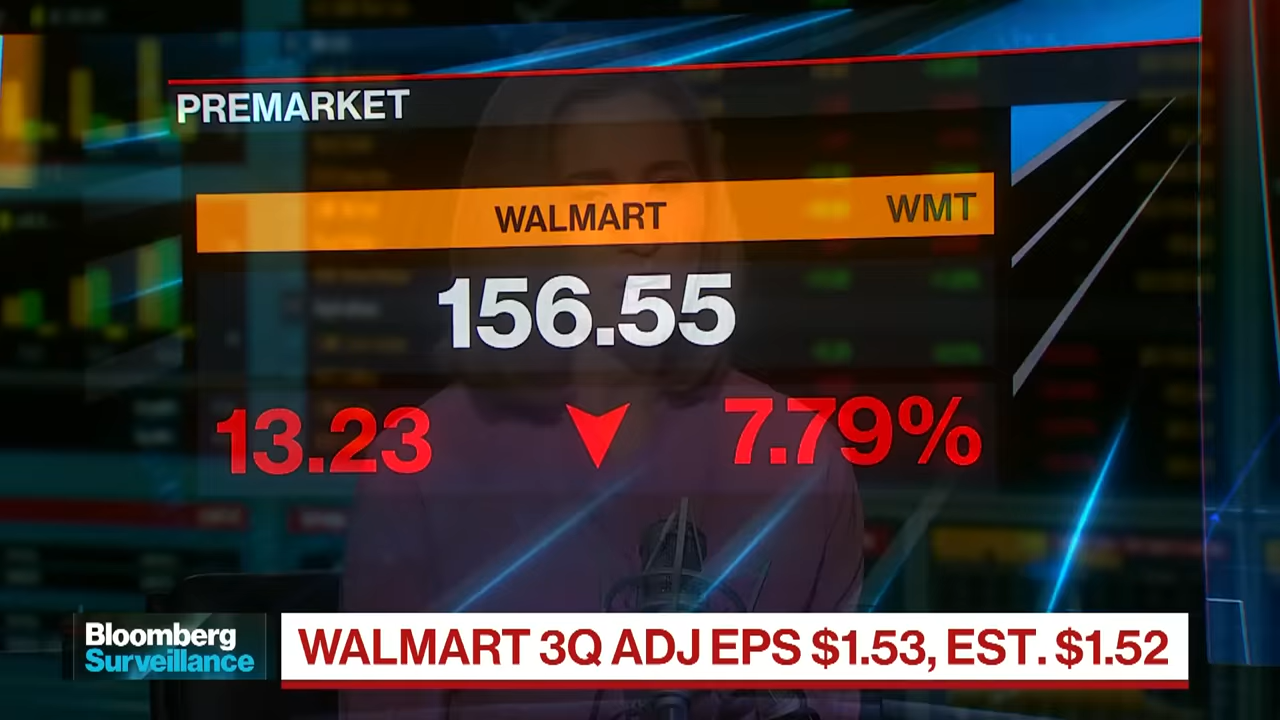 PREMARKET
WALMART WMT
156.55
13.23 ▼ 7.79%
Bloomberg
Surveillance
WALMART 3Q ADJ EPS $1.53, EST. $1.52